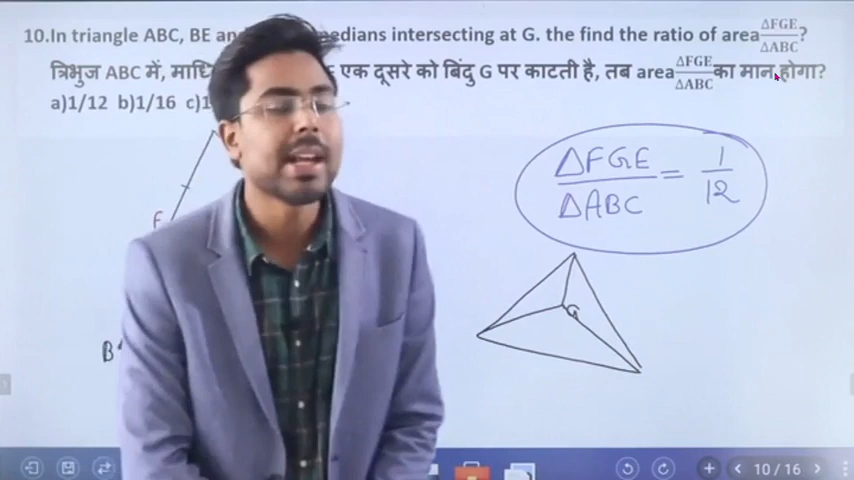 10.In triangle ABC, BE an edians intersecting at G. the find the ratio of area ΔFGE/ΔABC?
त्रिभुज ABC में, माधि एक दूसरे को बिंदु G पर काटती है, तब area ΔFGE/ΔABC का मान होगा?
a)1/12 b)1/16 c)1
ΔFGE/ΔABC = 1/12
F
G
B
10 / 16